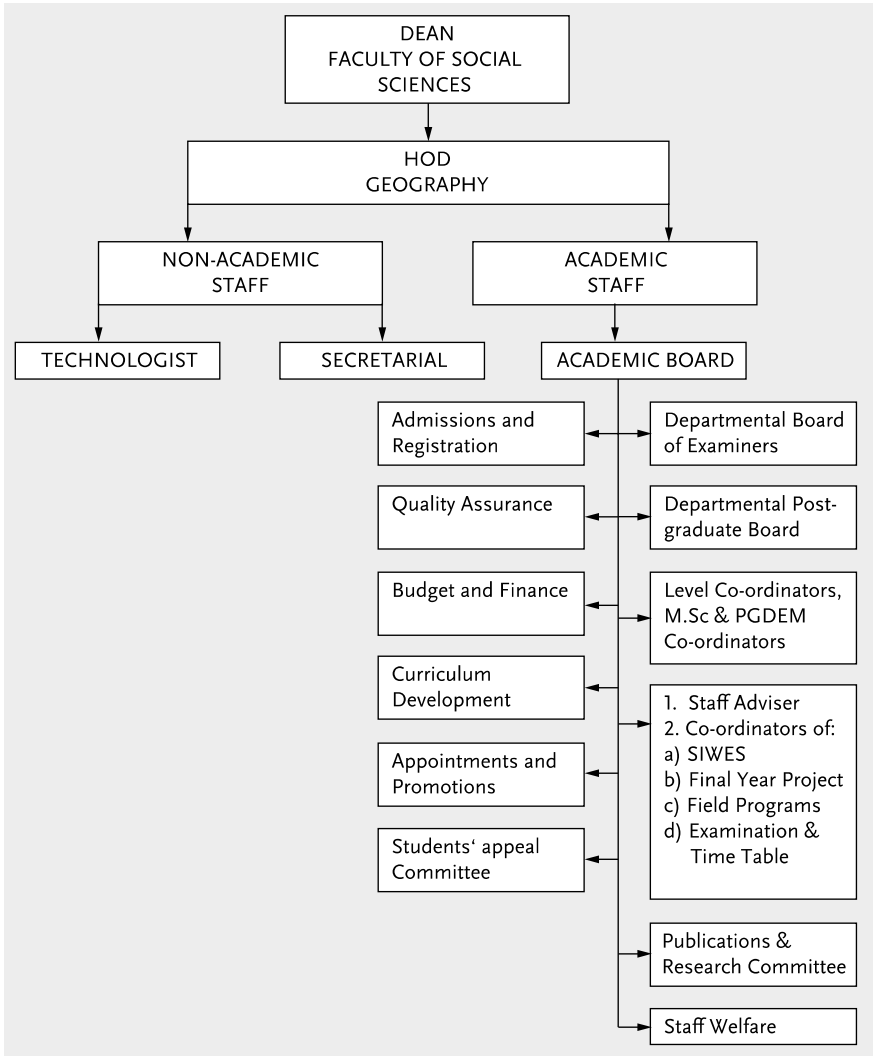 DEAN
FACULTY OF SOCIAL
SCIENCES
HOD
GEOGRAPHY
NON-ACADEMIC
STAFF
ACADEMIC
STAFF
TECHNOLOGIST
SECRETARIAL
ACADEMIC BOARD
Admissions and
Registration
Departmental Board
of Examiners
Quality Assurance
Departmental Post-
graduate Board
Budget and Finance
Level Co-ordinators,
M.Sc & PGDEM
Co-ordinators
Curriculum
Development
1. Staff Adviser
2. Co-ordinators of:
a) SIWES
b) Final Year Project
c) Field Programs
d) Examination &
Time Table
Appointments and
Promotions
Students‘ appeal
Committee
Publications &
Research Committee
Staff Welfare